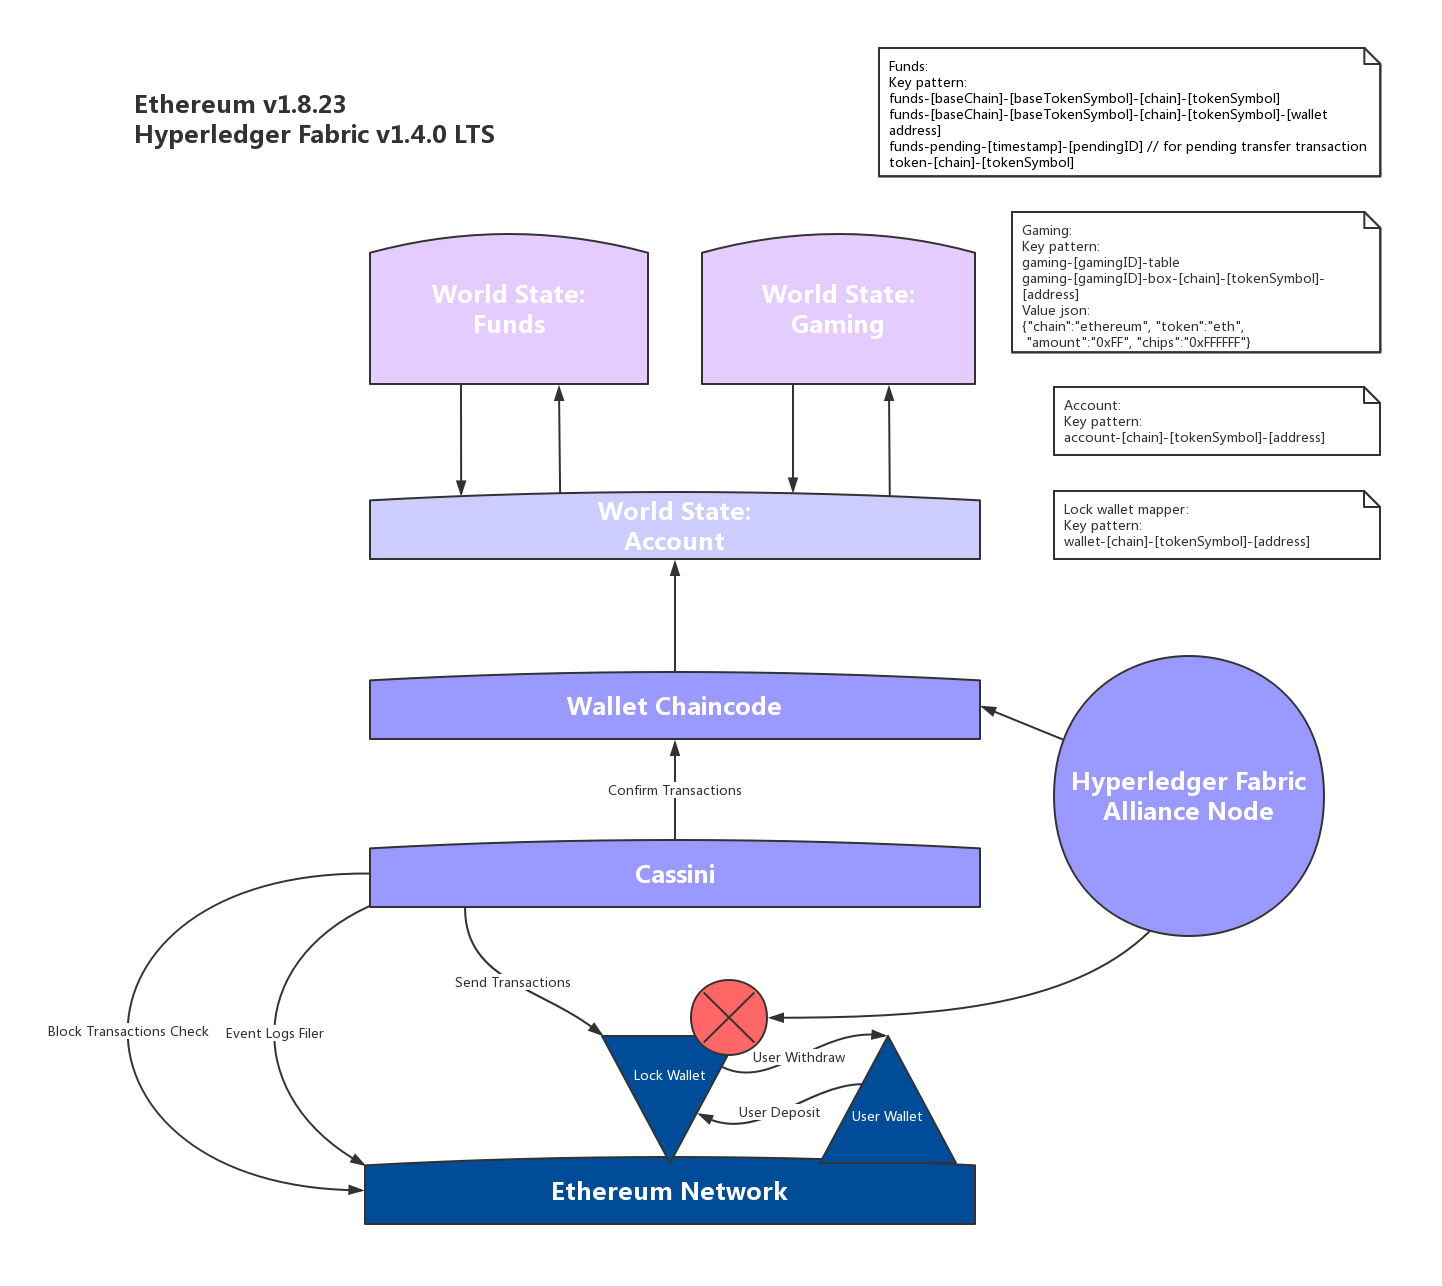 Ethereum v1.8.23
Hyperledger Fabric v1.4.0 LTS
Funds:
Key pattern:
funds-[baseChain]-[baseTokenSymbol]-[chain]-[tokenSymbol]
funds-[baseChain]-[baseTokenSymbol]-[chain]-[tokenSymbol]-[wallet
address]
funds-pending-[timestamp]-[pendingID] // for pending transfer transaction
token-[chain]-[tokenSymbol]
Gaming:
Key pattern:
gaming-[gamingID]-table
gaming-[gamingID]-box-[chain]-[tokenSymbol]-
[address]
Value json:
{"chain":"ethereum", "token":"eth",
"amount":"0xFF", "chips":"0xFFFFFF"}
World State:
Funds
World State:
Gaming
Account:
Key pattern:
account-[chain]-[tokenSymbol]-[address]
World State:
Account
Lock wallet mapper:
Key pattern:
wallet-[chain]-[tokenSymbol]-[address]
Wallet Chaincode
Hyperledger Fabric
Alliance Node
Confirm Transactions
Cassini
Send Transactions
Block Transactions Check
Event Logs Filer
User Withdraw
Lock Wallet
User Deposit
User Wallet
Ethereum Network